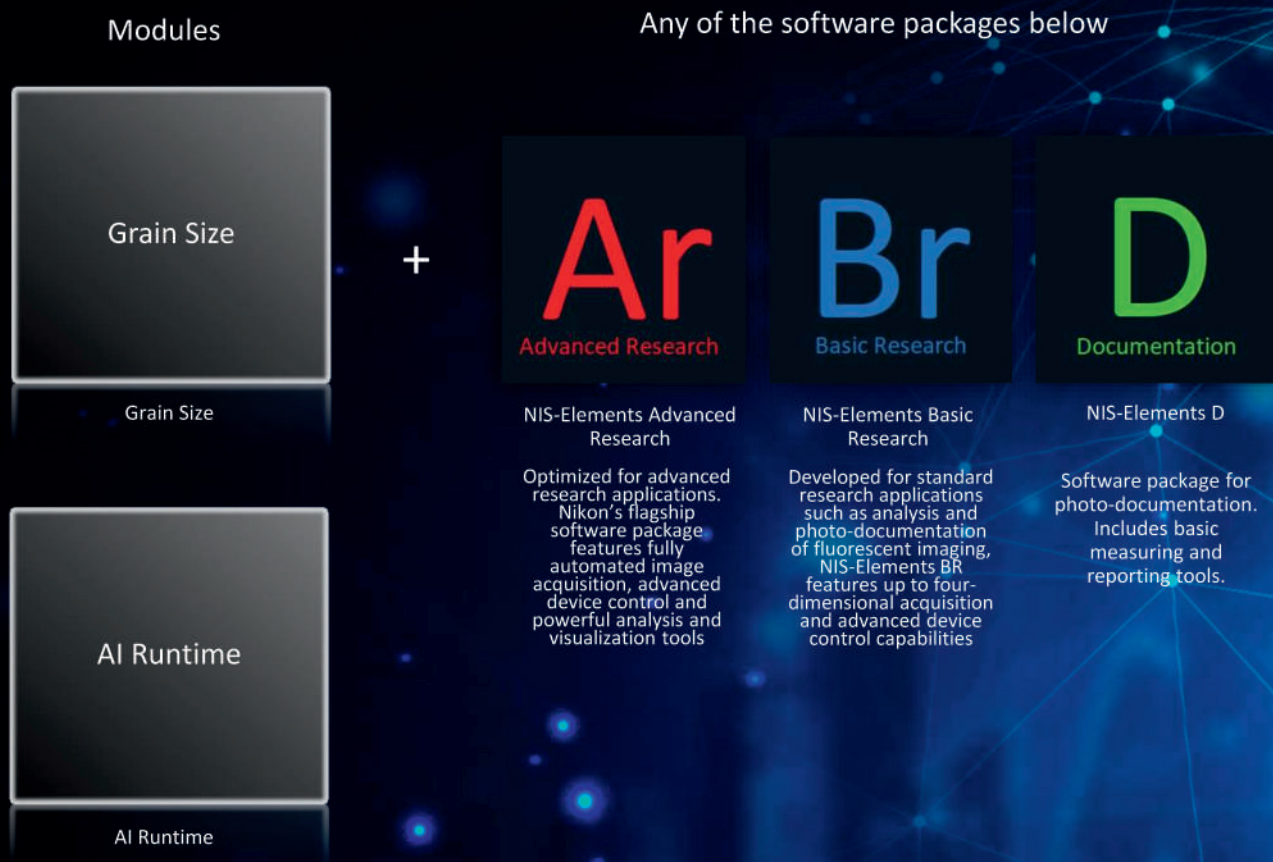 Modules
Any of the software packages below
Grain Size
Grain Size
AI Runtime
AI Runtime
+
Ar
Advanced Research
NIS-Elements Advanced
Research
Optimized for advanced
research applications.
Nikon's flagship
software package
features fully
automated image
acquisition, advanced
device control and
powerful analysis and
visualization tools
Br
Basic Research
NIS-Elements Basic
Research
Developed for standard
research applications
such as analysis and
photo-documentation
of fluorescent imaging,
NIS-Elements BR
features up to four-
dimensional acquisition
and advanced device
control capabilities
D
Documentation
NIS-Elements D
Software package for
photo-documentation.
Includes basic
measuring and
reporting tools.